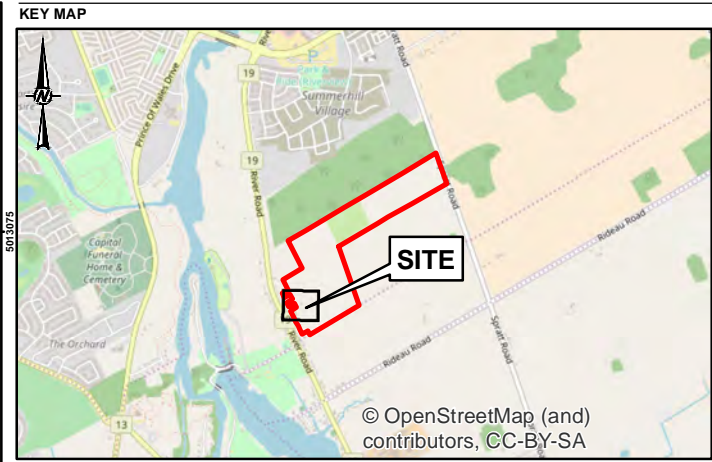 KEY MAP
5013075
N
19
Prince Of Wales Drive
Summerhill
Village
Spratt Road
19
River Road
Capital
Funeral
Home &
Cemetery
SITE
Rideau Road
The Orchard
River Road
Rideau Road
Spratt Road
13
© OpenStreetMap (and)
contributors, CC-BY-SA